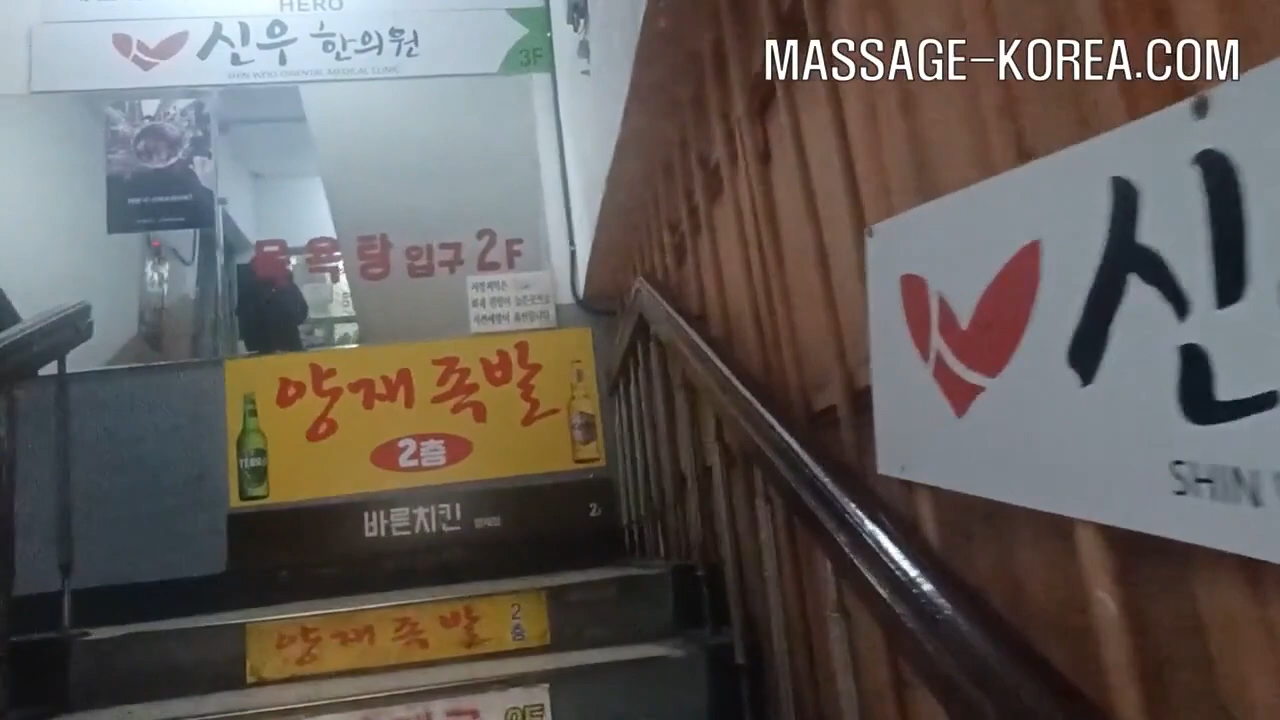 HERO
신우 한의원
SHIN WOO ORIENTAL MEDICAL CLINIC
3F
MASSAGE-KOREA.COM
목욕탕 입구 2F
양재족발
TERRA
2층
바른치킨
양재족발 2층
신
SHIN